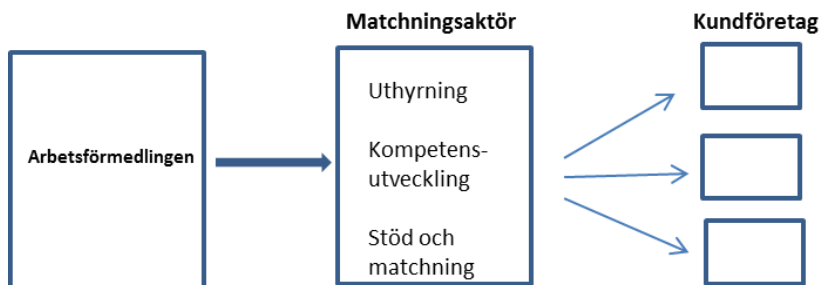 Matchningsaktör
Kundföretag
Arbetsförmedlingen
Uthyrning
Kompetens-
utveckling
Stöd och
matchning